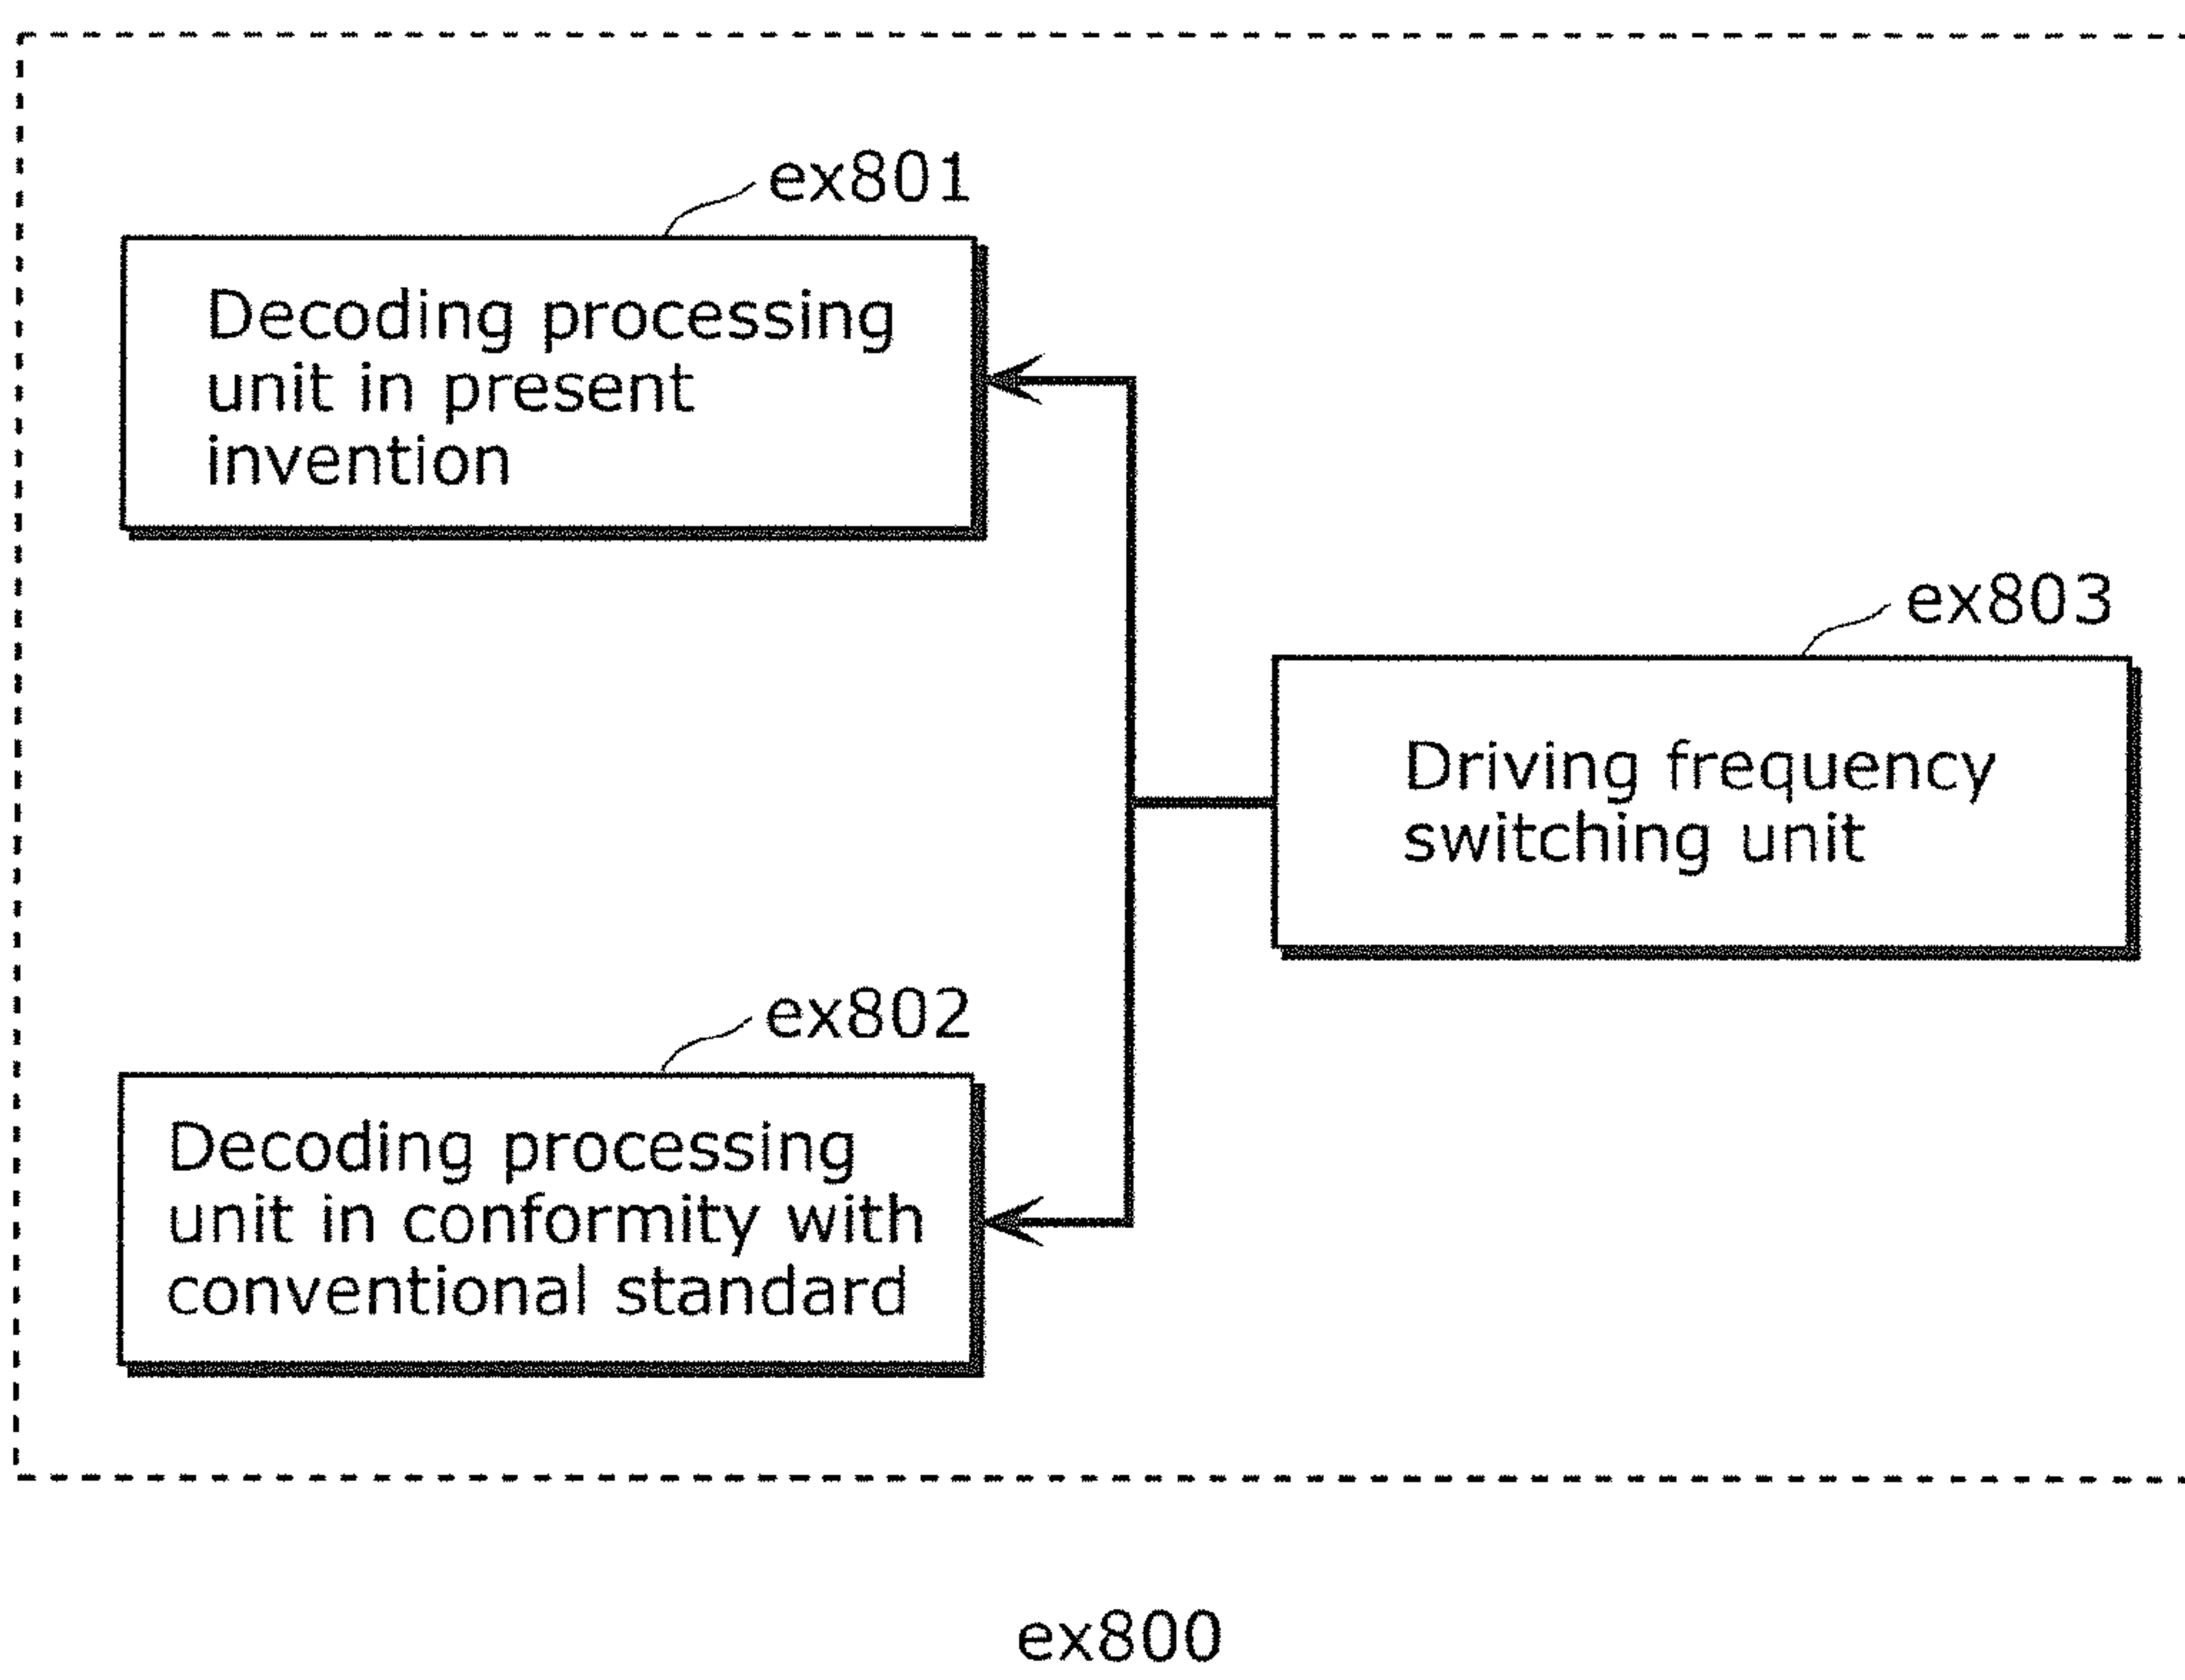 ex801
Decoding processing
unit in present
invention
ex803
Driving frequency
switching unit
ex802
Decoding processing
unit in conformity with
conventional standard
ex800